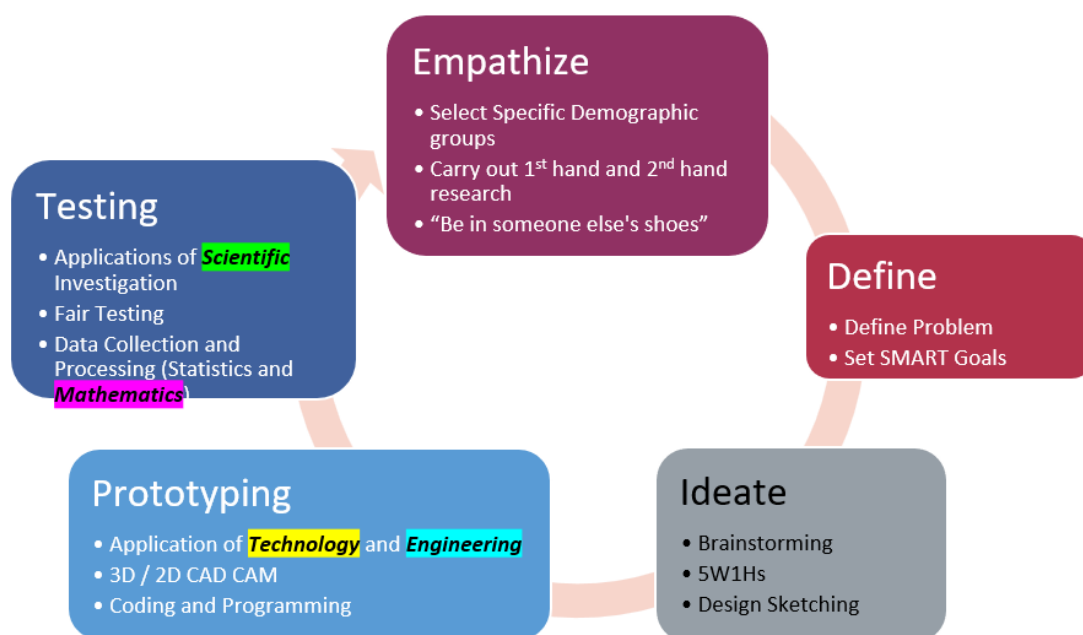 Empathize
• Select Specific Demographic
groups
• Carry out 1st hand and 2nd hand
research
• “Be in someone else's shoes”
Define
• Define Problem
• Set SMART Goals
Ideate
• Brainstorming
• 5W1Hs
• Design Sketching
Prototyping
• Application of Technology and Engineering
• 3D / 2D CAD CAM
• Coding and Programming
Testing
• Applications of Scientific
Investigation
• Fair Testing
• Data Collection and
Processing (Statistics and
Mathematics)